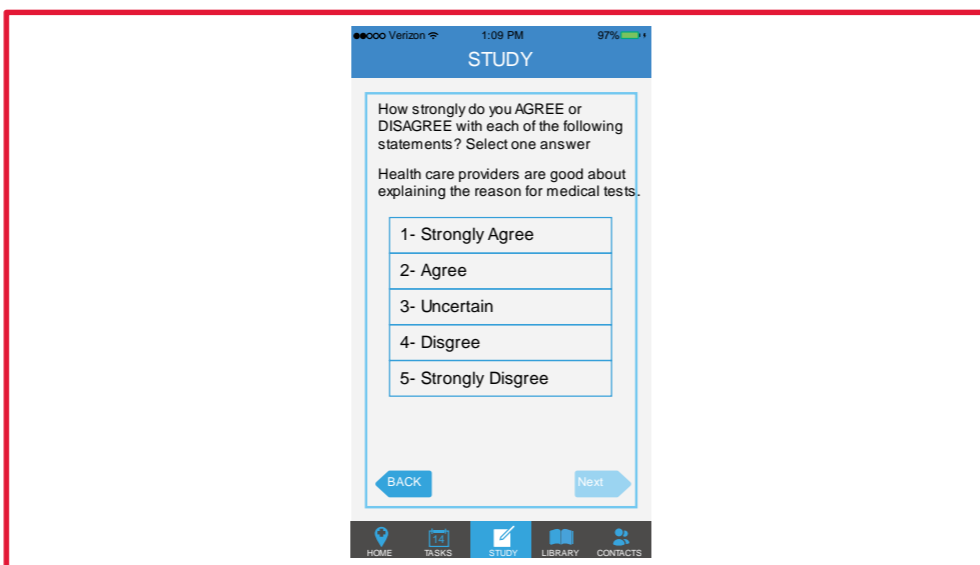 Verizon 1:09 PM 97%
STUDY
How strongly do you AGREE or
DISAGREE with each of the following
statements? Select one answer
Health care providers are good about
explaining the reason for medical tests.
1- Strongly Agree
2- Agree
3- Uncertain
4- Disgree
5- Strongly Disgree
BACK Next
14
HOME TASKS STUDY LIBRARY CONTACTS